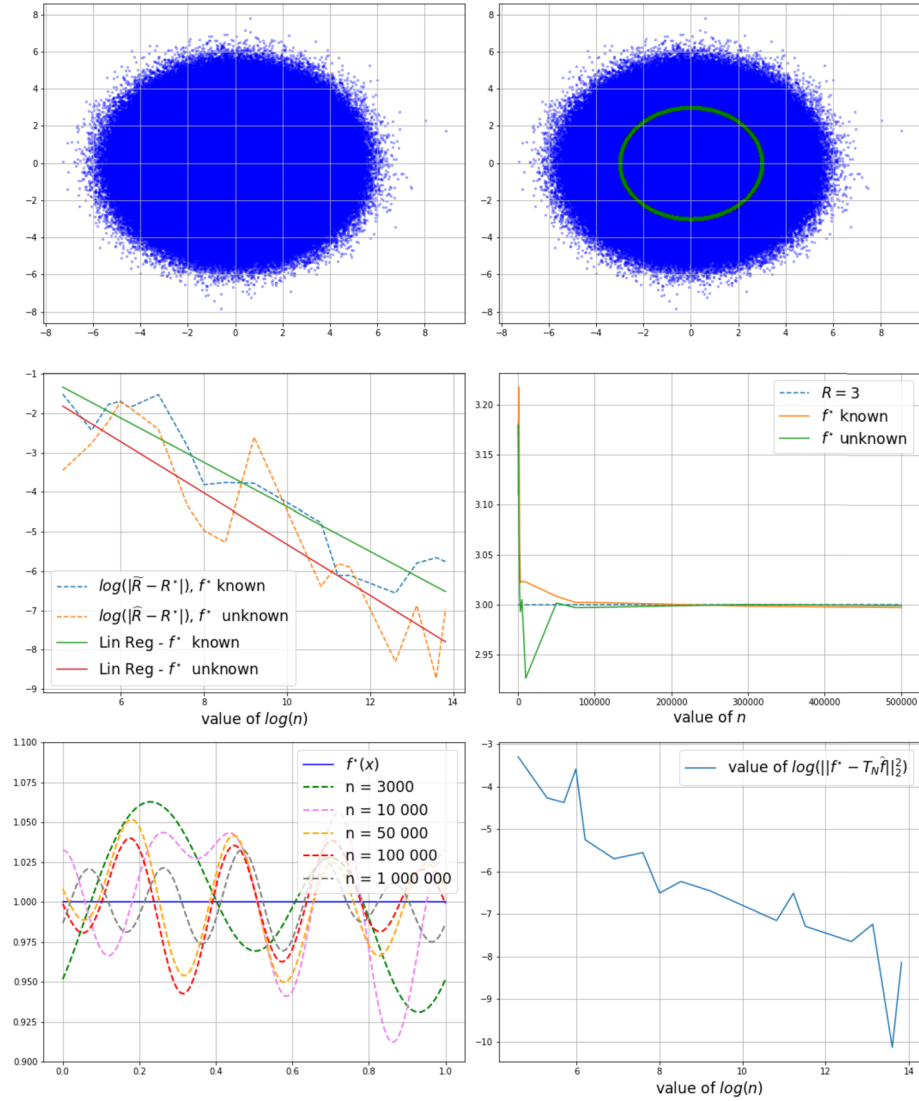 8
6
4
2
0
−2
−4
−6
−8
−8 −6 −4 −2 0 2 4 6 8
8
6
4
2
0
−2
−4
−6
−8
−8 −6 −4 −2 0 2 4 6 8
−1
−2
−3
−4
−5
−6
−7
−8
−9
log(|R̃ − R⋆|), f⋆ known
log(|R̂ − R⋆|), f⋆ unknown
Lin Reg - f⋆ known
Lin Reg - f⋆ unknown
6 8 10 12 14
value of log(n)
3.20
3.15
3.10
3.05
3.00
2.95
R = 3
f⋆ known
f⋆ unknown
0 100000 200000 300000 400000 500000
value of n
1.100
1.075
1.050
1.025
1.000
0.975
0.950
0.925
0.900
f⋆(x)
n = 3000
n = 10 000
n = 50 000
n = 100 000
n = 1 000 000
0.0 0.2 0.4 0.6 0.8 1.0
−3
−4
−5
−6
−7
−8
−9
−10
value of log(||f⋆ − T_N f̂||₂²)
6 8 10 12 14
value of log(n)